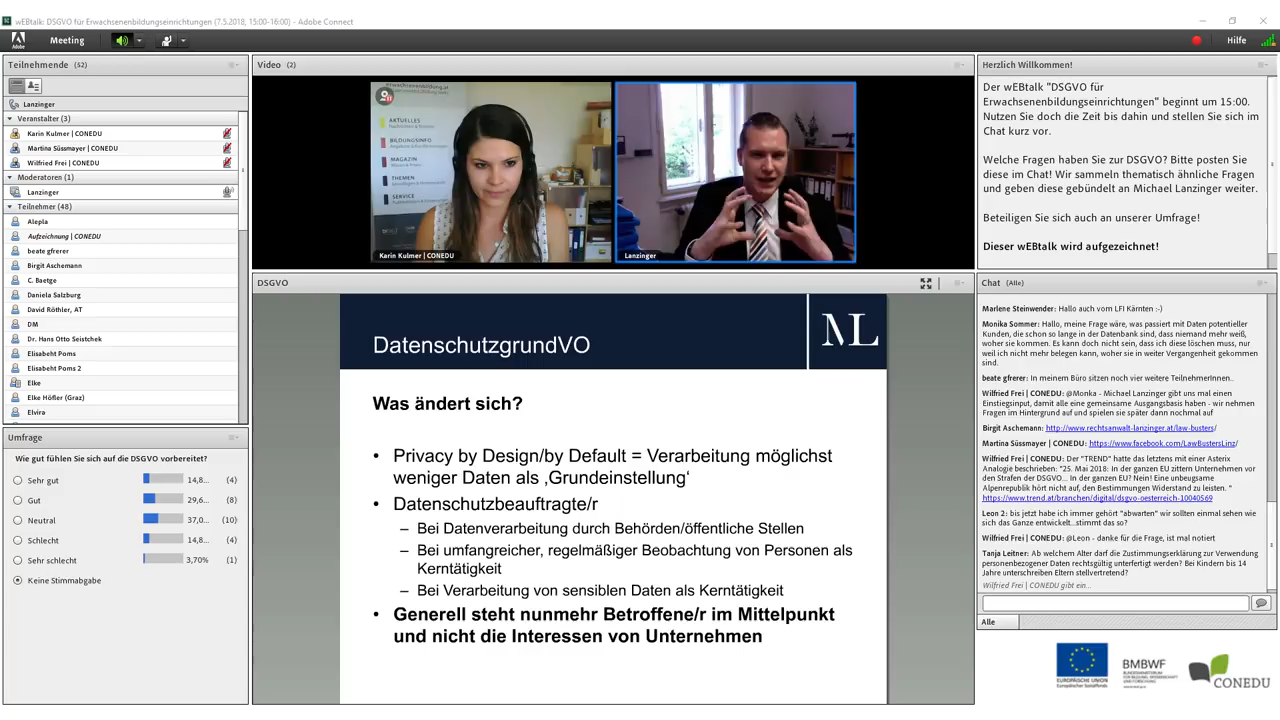 wEBtalk: DSGVO für Erwachsenenbildungseinrichtungen (7.5.2018, 15:00-16:00) - Adobe Connect
Meeting
Hilfe
Teilnehmende (52)
Lanzinger
Veranstalter (3)
Karin Kulmer | CONEDU
Martina Süssmayer | CONEDU
Wilfried Frei | CONEDU
Moderatoren (1)
Lanzinger
Teilnehmer (48)
Alepla
Aufzeichnung | CONEDU
beate gfrerer
Birgit Aschemann
C. Baetge
Daniela Salzburg
David Röthler, AT
DM
Dr. Hans Otto Seistchek
Elisabeht Poms
Elisabeht Poms 2
Elke
Elke Höfler (Graz)
Elvira
Umfrage
Wie gut fühlen Sie sich auf die DSGVO vorbereitet?
Sehr gut 14,8... (4)
Gut 29,6... (8)
Neutral 37,0... (10)
Schlecht 14,8... (4)
Sehr schlecht 3,70% (1)
Keine Stimmabgabe
Video (2)
erwachsenenbildung.at
AKTUELLES
BILDUNGSINFO
MAGAZIN
THEMEN
SERVICE
Karin Kulmer | CONEDU
Lanzinger
DSGVO
DatenschutzgrundVO
ML
Was ändert sich?
• Privacy by Design/by Default = Verarbeitung möglichst
weniger Daten als ‚Grundeinstellung‘
• Datenschutzbeauftragte/r
– Bei Datenverarbeitung durch Behörden/öffentliche Stellen
– Bei umfangreicher, regelmäßiger Beobachtung von Personen als
Kerntätigkeit
– Bei Verarbeitung von sensiblen Daten als Kerntätigkeit
• Generell steht nunmehr Betroffene/r im Mittelpunkt
und nicht die Interessen von Unternehmen
Herzlich Willkommen!
Der wEBtalk "DSGVO für
Erwachsenenbildungseinrichtungen" beginnt um 15:00.
Nutzen Sie doch die Zeit bis dahin und stellen Sie sich im
Chat kurz vor.
Welche Fragen haben Sie zur DSGVO? Bitte posten Sie
diese im Chat! Wir sammeln thematisch ähnliche Fragen
und geben diese gebündelt an Michael Lanzinger weiter.
Beteiligen Sie sich auch an unserer Umfrage!
Dieser wEBtalk wird aufgezeichnet!
Chat (Alle)
Marlene Steinwender: Hallo auch vom LFI Kärnten :-)
Monika Sommer: Hallo, meine Frage wäre, was passiert mit Daten potentieller
Kunden, die schon so lange in der Datenbank sind, dass niemand mehr weiß,
woher sie kommen. Es kann doch nicht sein, dass ich diese löschen muss, nur
weil ich nicht mehr belegen kann, woher sie in weiter Vergangenheit gekommen
sind.
beate gfrerer: In meinem Büro sitzen noch vier weitere TeilnehmerInnen..
Wilfried Frei | CONEDU: @Monka - Michael Lanzinger gibt uns mal einen
Einstiegsinput, damit alle eine gemeinsame Ausgangsbasis haben - wir nehmen
Fragen im Hintergrund auf und spielen sie später dann nochmal auf
Birgit Aschemann: http://www.rechtsanwalt-lanzinger.at/law-busters/
Martina Süssmayer | CONEDU: https://www.facebook.com/LawBustersLinz/
Wilfried Frei | CONEDU: Der "TREND" hatte das letztens mit einer Asterix
Analogie beschrieben: "25. Mai 2018: In der ganzen EU zittern Unternehmen vor
den Strafen der DSGVO... In der ganzen EU? Nein! Eine unbeugsame
Alpenrepublik hört nicht auf, den Bestimmungen Widerstand zu leisten. "
https://www.trend.at/branchen/digital/dsgvo-oesterreich-10040569
Leon 2: bis jetzt habe ich immer gehört "abwarten" wir sollten einmal sehen wie
sich das Ganze entwickelt...stimmt das so?
Wilfried Frei | CONEDU: @Leon - danke für die Frage, ist mal notiert
Tanja Leitner: Ab welchem Alter darf die Zustimmungserklärung zur Verwendung
personenbezogener Daten rechtsgültig unterfertigt werden? Bei Kindern bis 14
Jahre unterschreiben Eltern stellvertretend?
Wilfried Frei | CONEDU gibt ein...
Alle
EUROPÄISCHE UNION
Europäischer Sozialfonds
BMBWF
CONEDU